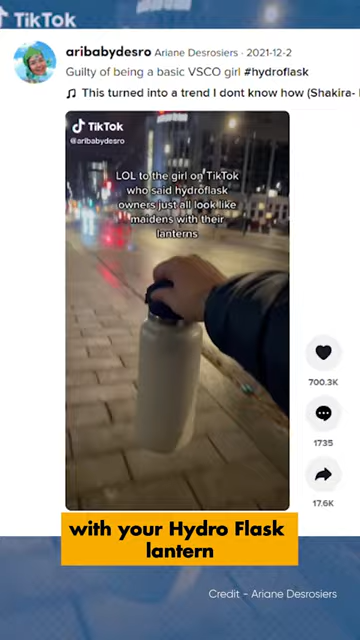 TikTok
aribabydesro Ariane Desrosiers · 2021-12-2
Guilty of being a basic VSCO girl #hydroflask
This turned into a trend I dont know how (Shakira-
TikTok
@aribabydesro
LOL to the girl on TikTok
who said hydroflask
owners just all look like
maidens with their
lanterns
700.3K
1735
17.6K
with your Hydro Flask
lantern
Credit - Ariane Desrosiers